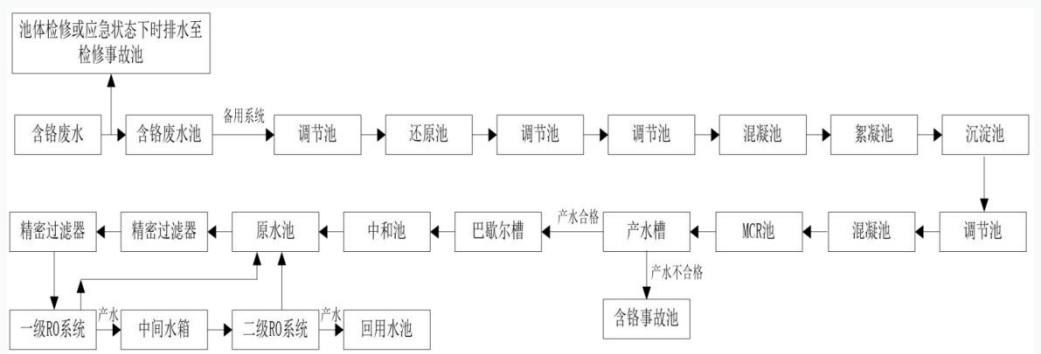 池体检修或应急状态下时排水至
检修事故池
含铬废水
含铬废水池
备用系统
调节池
还原池
调节池
调节池
混凝池
絮凝池
沉淀池
精密过滤器
精密过滤器
原水池
中和池
巴歇尔槽
产水合格
产水槽
MCR池
混凝池
调节池
产水不合格
含铬事故池
一级RO系统
产水
中间水箱
二级RO系统
产水
回用水池